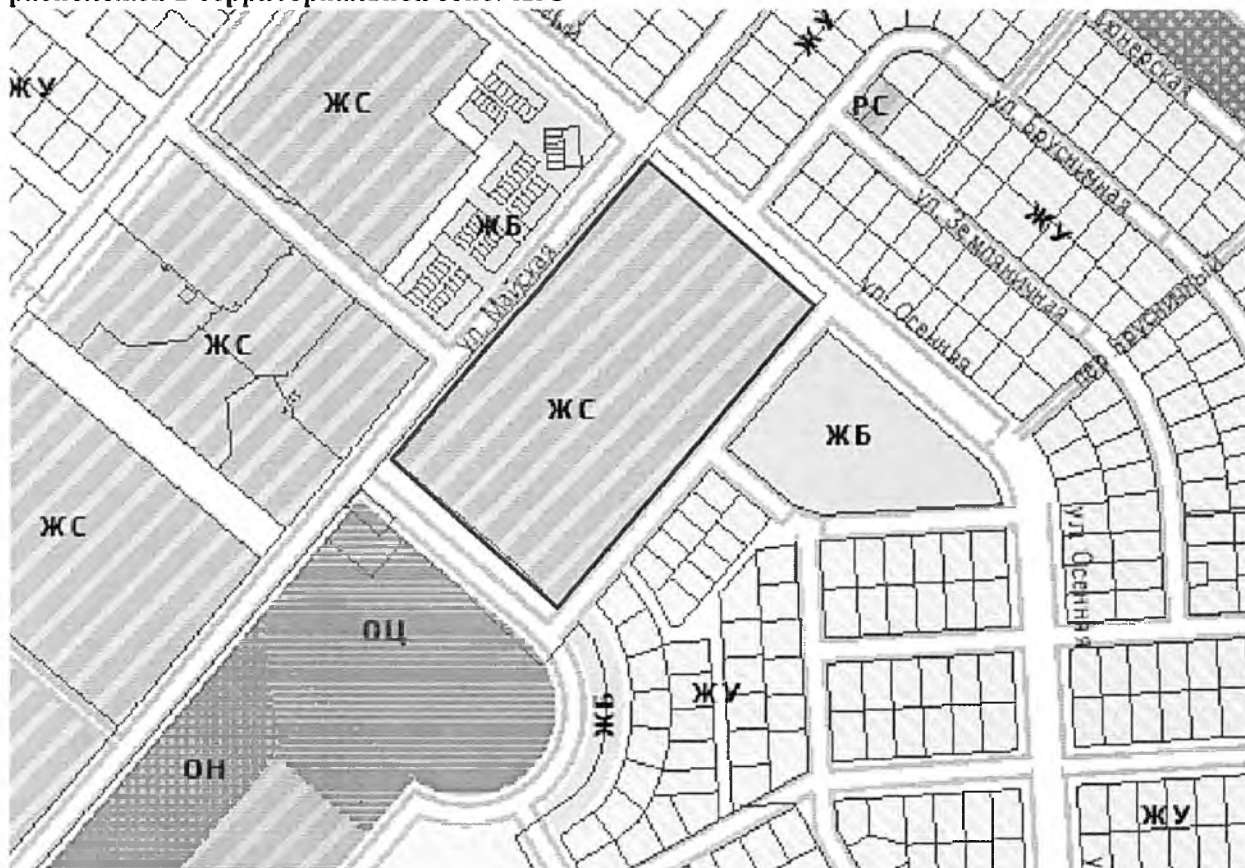 ЖУ
ЖС
ЖБ
ЖУ
РС
ул. Брусничная
ул. Земляничная
ЖУ
ул. Майская
ул. Осенняя
ЖС
ЖС
ЖБ
ЖС
ул. Осенняя
ОЦ
ЖБ
ЖУ
ОН
ЖУ